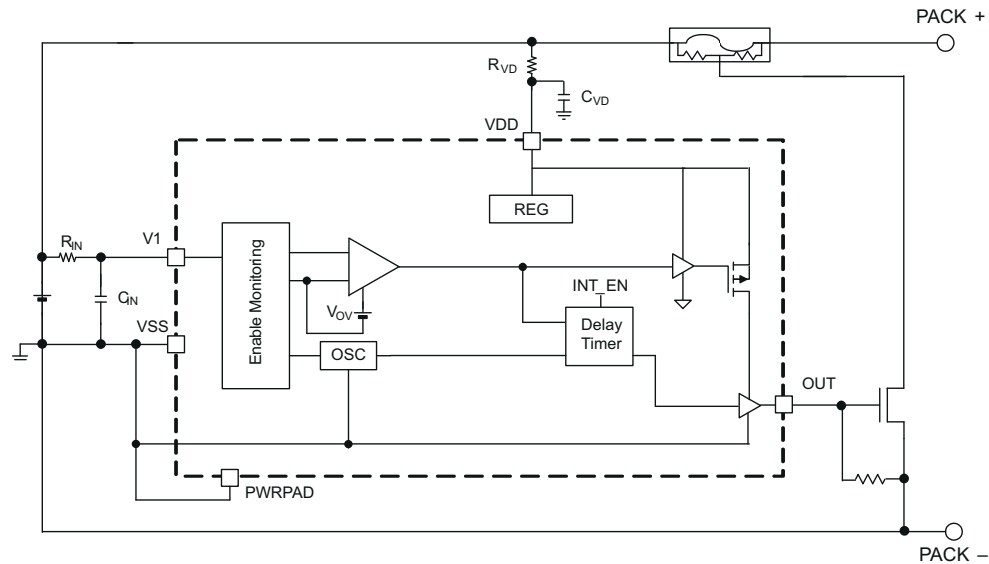 PACK +
RVD
CVD
VDD
REG
RIN
V1
CIN
Enable Monitoring
INT_EN
VOV
Delay
Timer
VSS
OSC
OUT
PWRPAD
PACK –